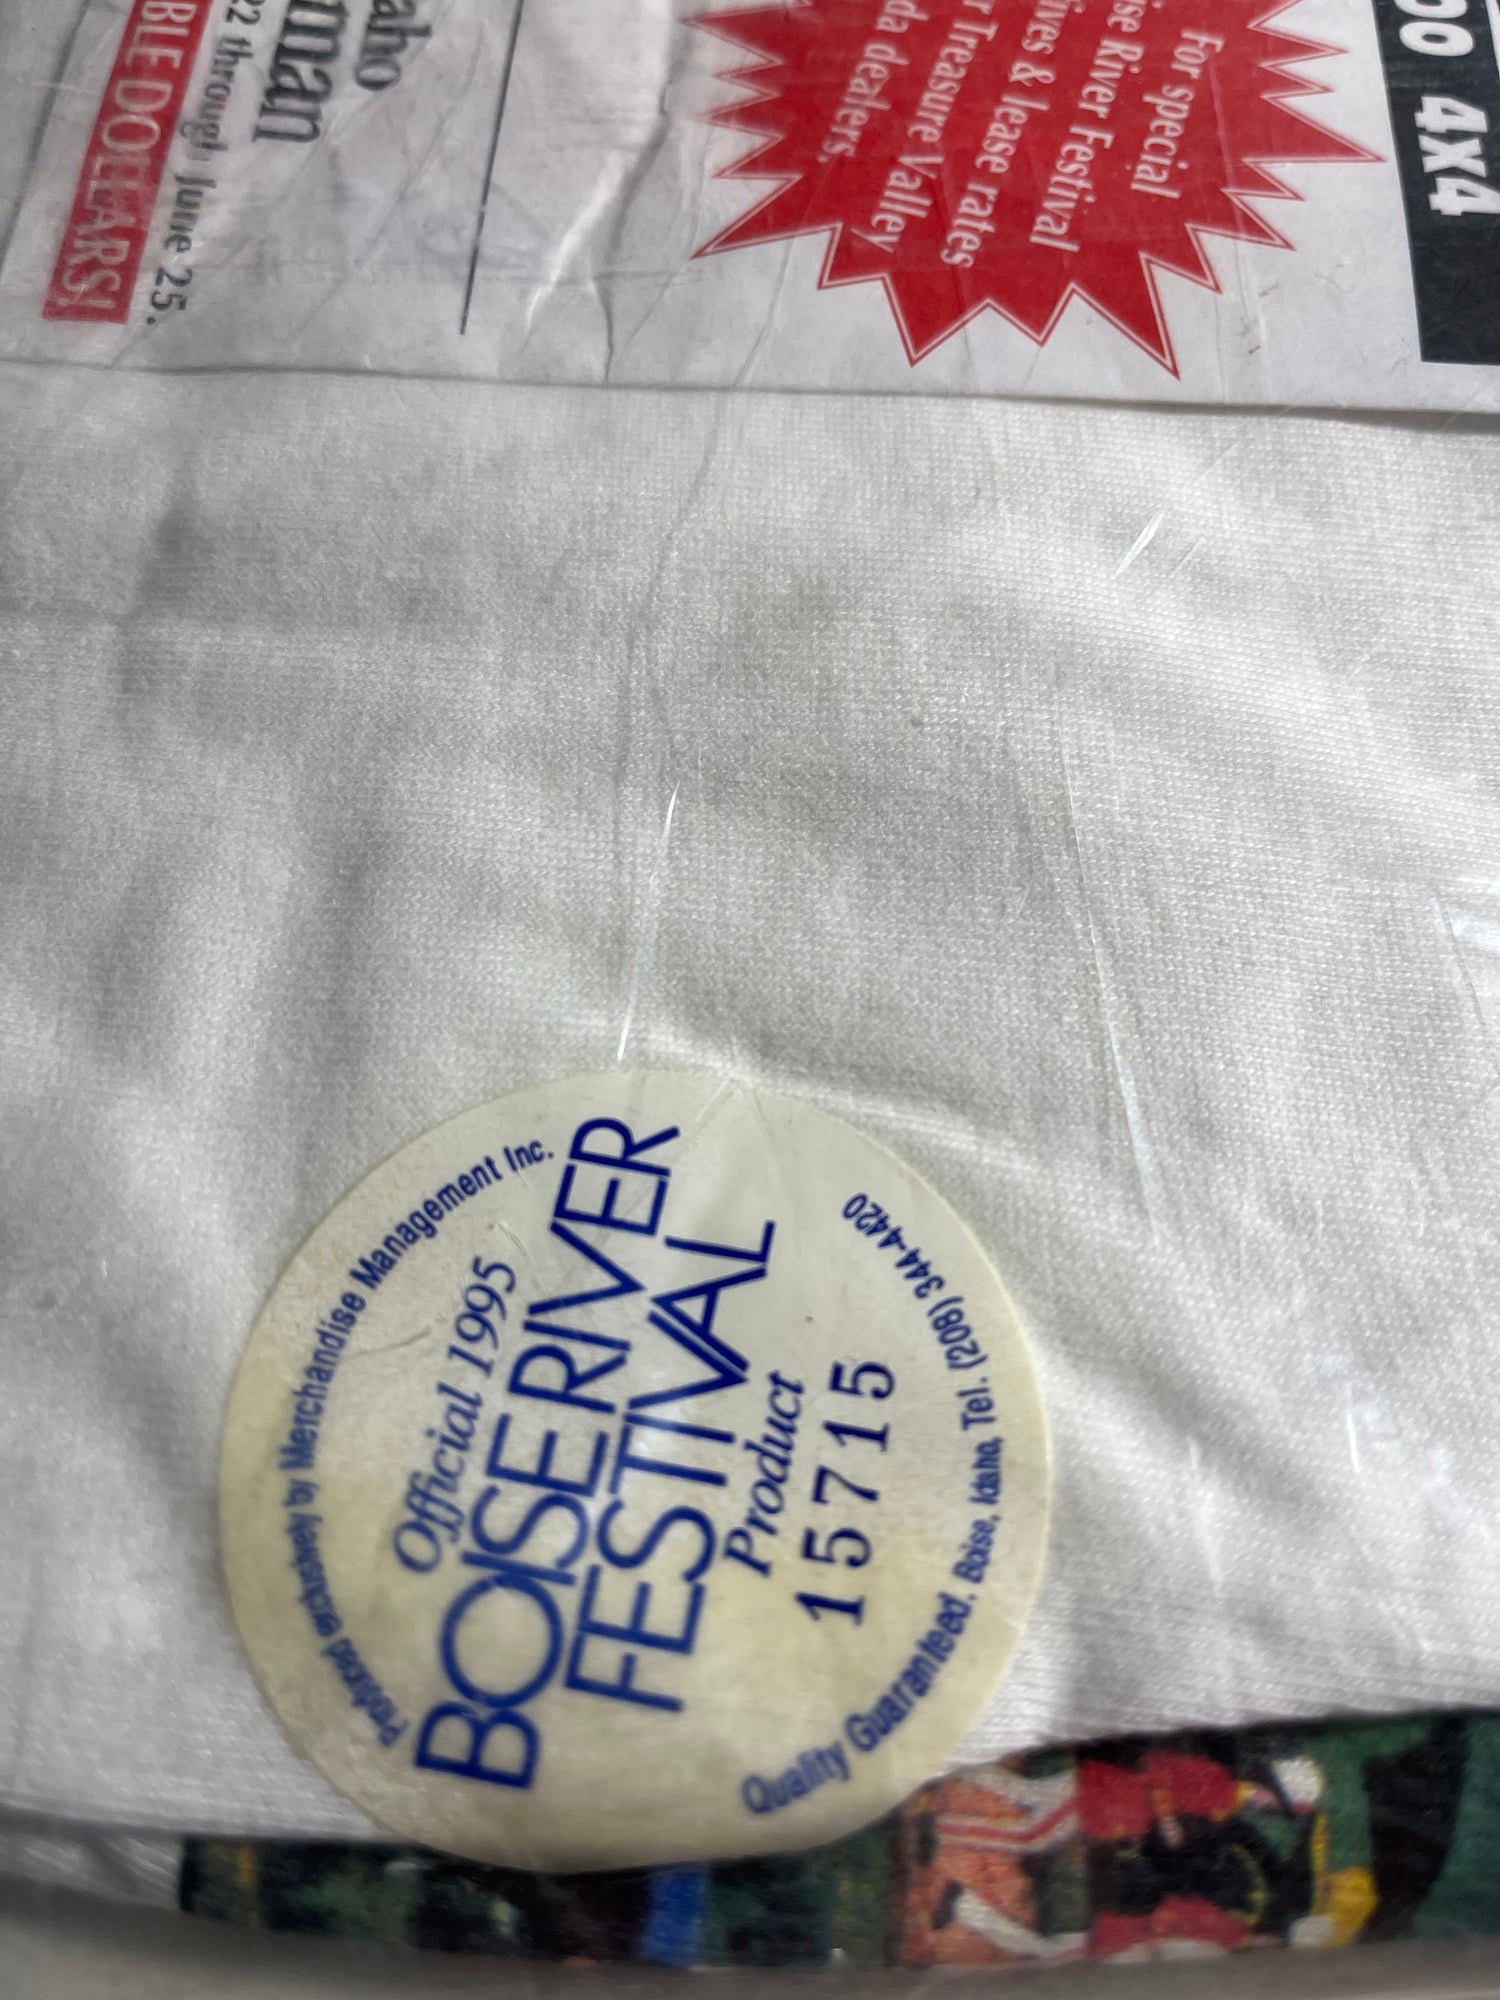 aho
tman
22 through June 25.
BLE DOLLARS!
For special
ise River Festival
ives & lease rates
r Treasure Valley
da dealers.
00 4X4
Produced exclusively by Merchandise Management Inc.
Official 1995
BOISE RIVER
FESTIVAL
Product
15715
Quality Guaranteed. Boise, Idaho, Tel. (208) 344-4420